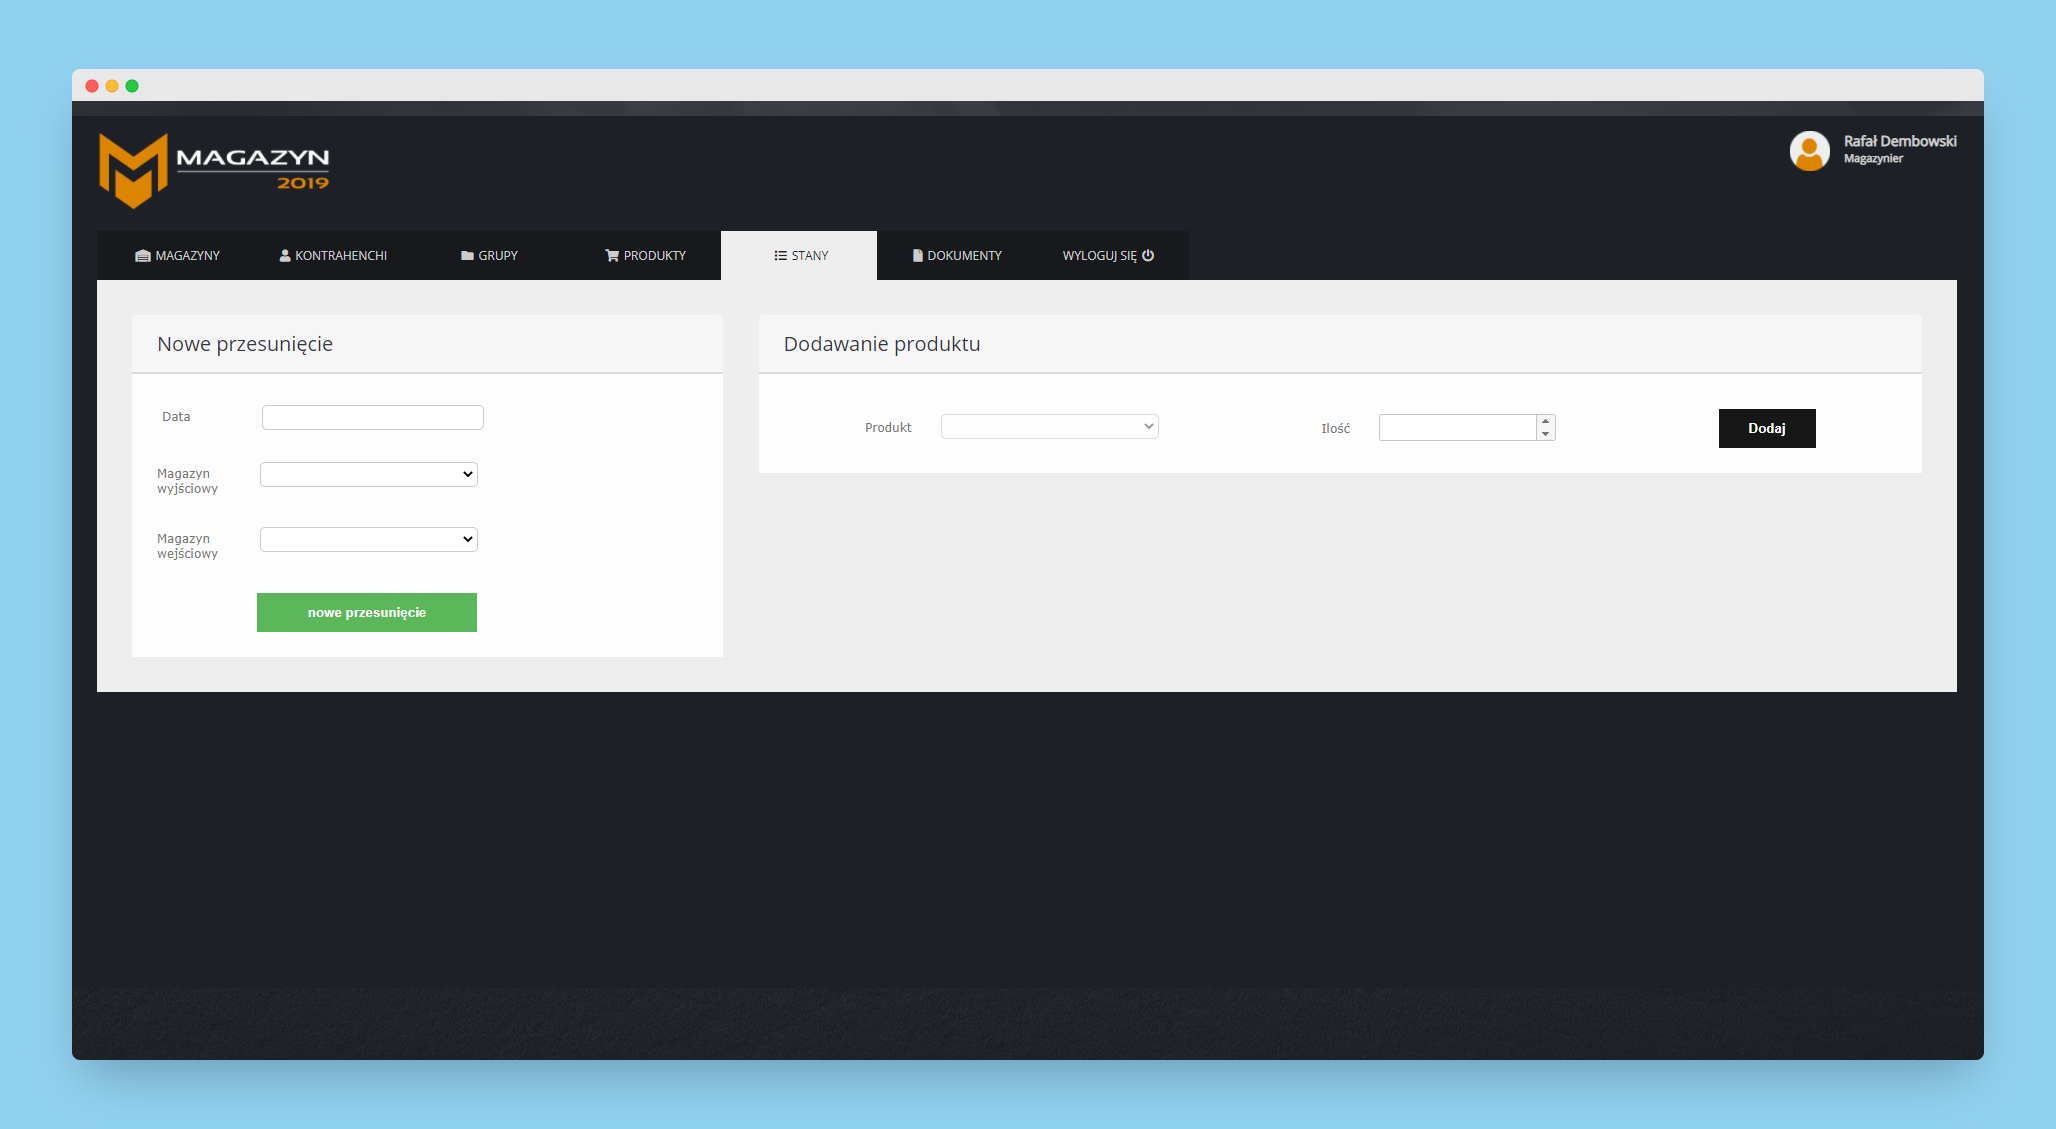 MAGAZYN
2019
Rafał Dembowski
Magazynier
MAGAZYNY
KONTRAHENCHI
GRUPY
PRODUKTY
STANY
DOKUMENTY
WYLOGUJ SIĘ
Nowe przesunięcie
Data
Magazyn
wyjściowy
Magazyn
wejściowy
nowe przesunięcie
Dodawanie produktu
Produkt
Ilość
Dodaj